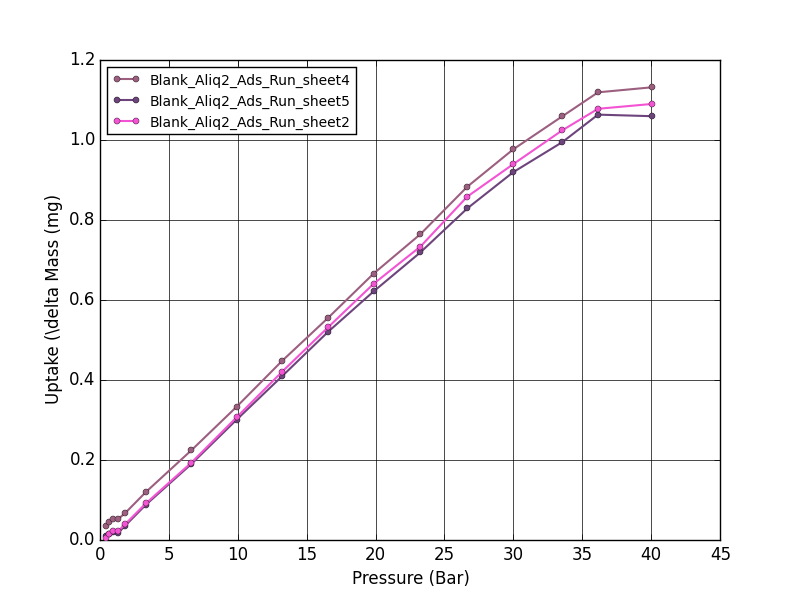 Blank_Aliq2_Ads_Run_sheet4
Blank_Aliq2_Ads_Run_sheet5
Blank_Aliq2_Ads_Run_sheet2
1.2
1.0
0.8
0.6
0.4
0.2
0.0
Uptake (\delta Mass (mg)
0 5 10 15 20 25 30 35 40 45
Pressure (Bar)